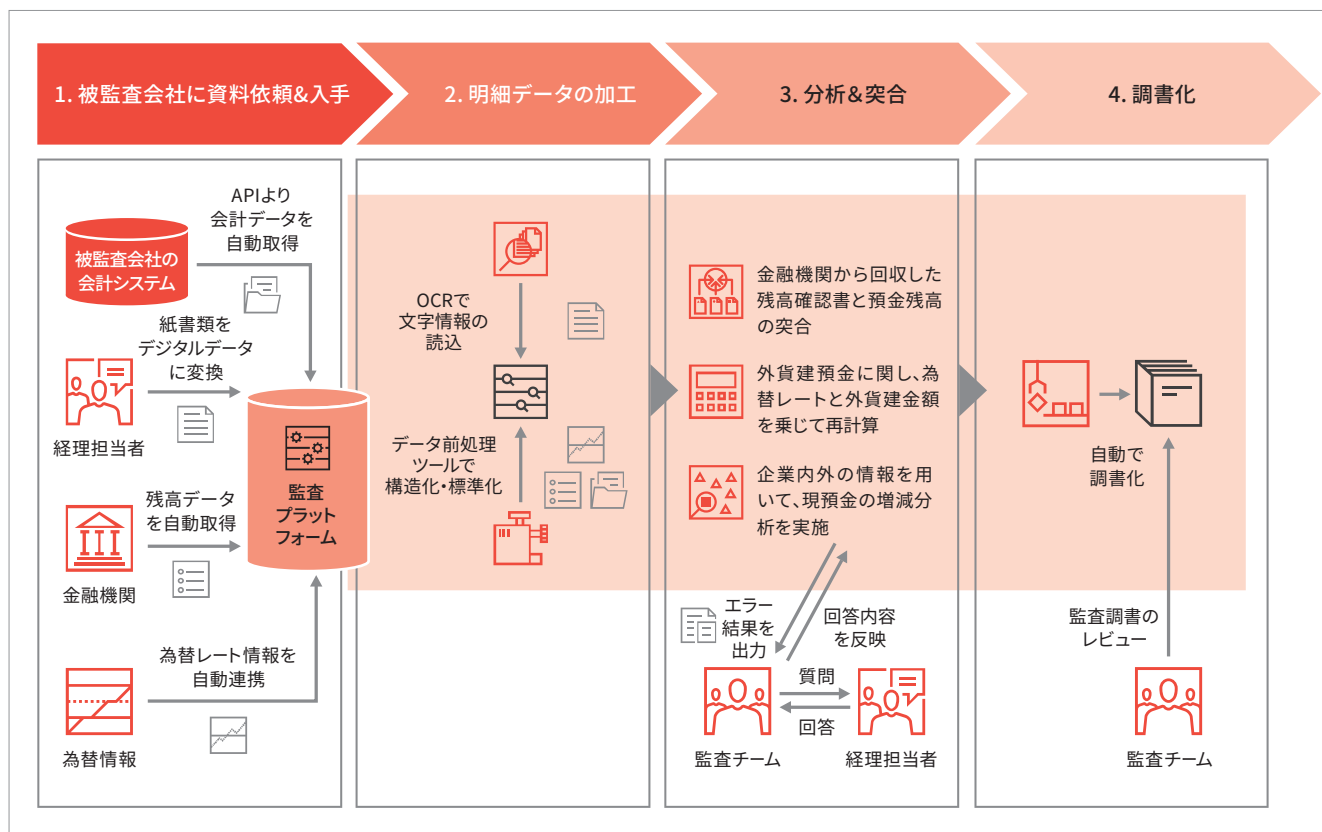 1. 被監査会社に資料依頼&入手
2. 明細データの加工
3. 分析&突合
4. 調書化
APIより
会計データを
自動取得
被監査会社の
会計システム
紙書類を
デジタルデータ
に変換
経理担当者
残高データ
を自動取得
金融機関
為替レート情報を
自動連携
為替情報
監査
プラット
フォーム
OCRで
文字情報の
読込
データ前処理
ツールで
構造化・標準化
金融機関から回収した
残高確認書と預金残高
の突合
外貨建預金に関し、為
替レートと外貨建金額
を乗じて再計算
企業内外の情報を用
いて、現預金の増減分
析を実施
エラー
結果を
出力
回答内容
を反映
質問
回答
監査チーム
経理担当者
自動で
調書化
監査調書の
レビュー
監査チーム